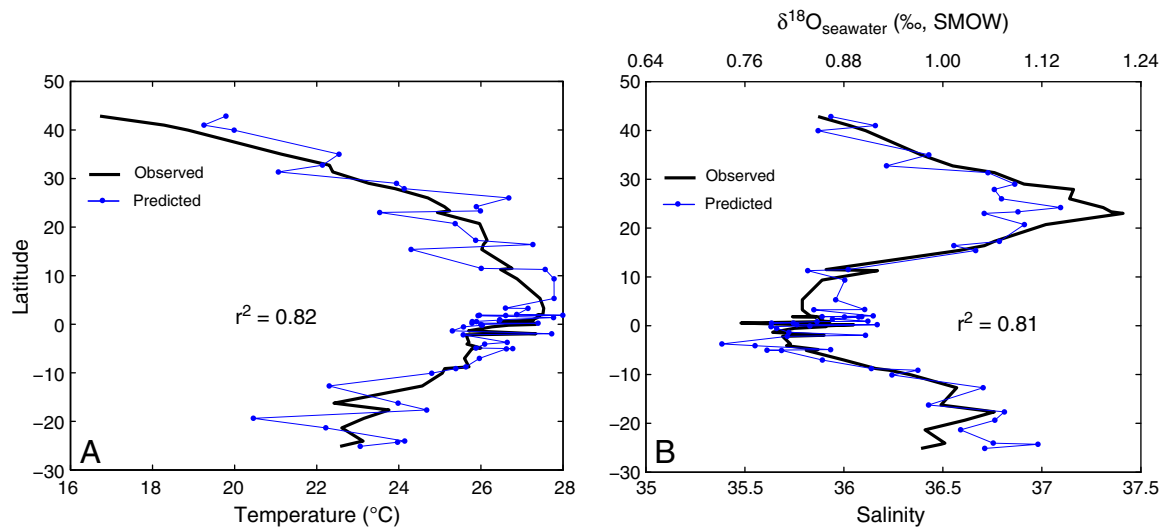 δ¹⁸Oseawater (‰, SMOW)
0.64 0.76 0.88 1.00 1.12 1.24
50
40
30
20
10
0
−10
−20
−30
Latitude
Observed
Predicted
r² = 0.82
A
16 18 20 22 24 26 28
Temperature (°C)
50
40
30
20
10
0
−10
−20
−30
Observed
Predicted
r² = 0.81
B
35 35.5 36 36.5 37 37.5
Salinity